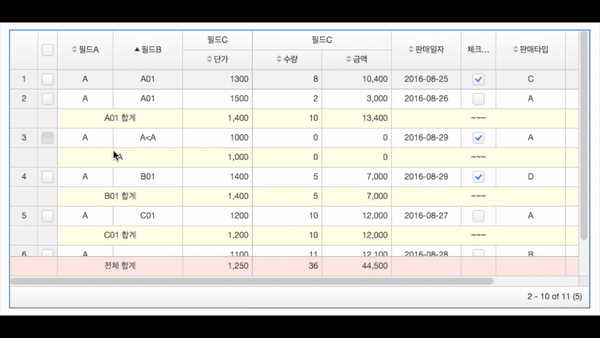 필드A 필드B 필드C 필드C 판매일자 체크... 판매타입
단가 수량 금액
1 A A01 1300 8 10,400 2016-08-25 C
2 A A01 1500 2 3,000 2016-08-26 A
A01 합계 1,400 10 13,400 ~~~
3 A A<A 1000 0 0 2016-08-29 A
A 1,000 0 0 ~~~
4 A B01 1400 5 7,000 2016-08-29 D
B01 합계 1,400 5 7,000 ~~~
5 A C01 1200 10 12,000 2016-08-27 A
C01 합계 1,200 10 12,000 ~~~
6 A 1100 11 12,100 2016-08-28 B
전체 합계 1,250 36 44,500
2 - 10 of 11 (5)